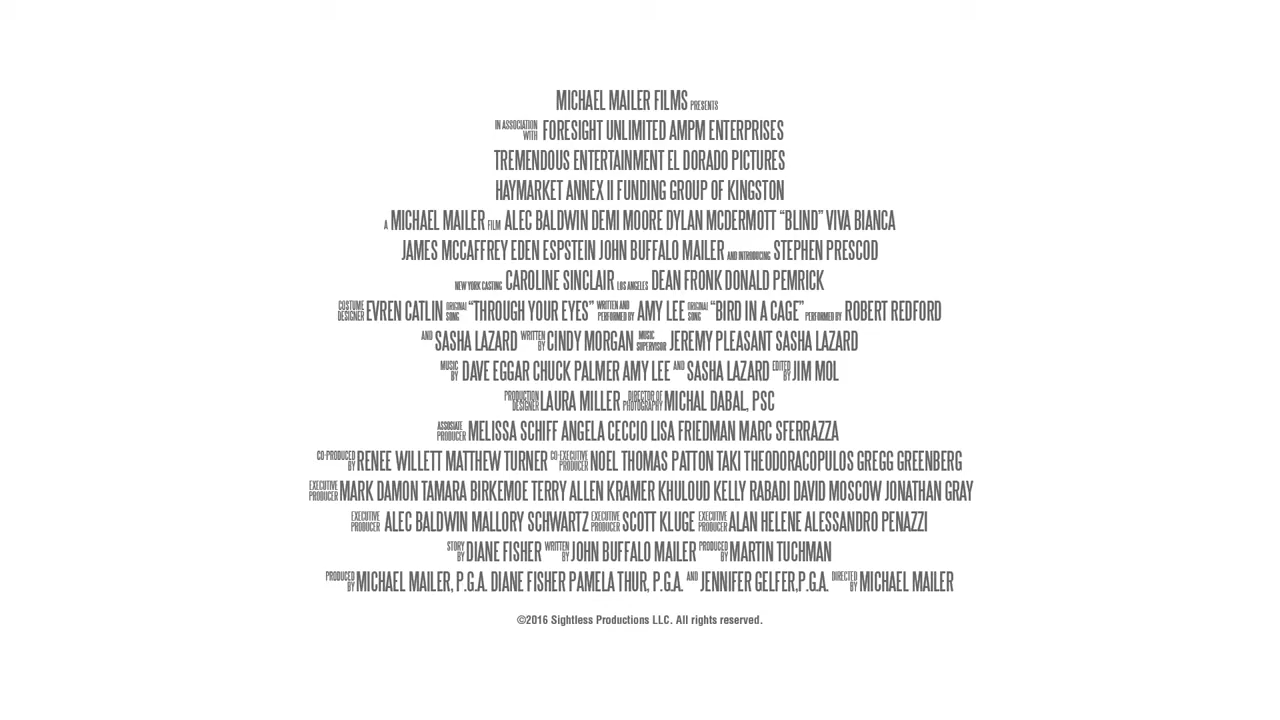 MICHAEL MAILER FILMS PRESENTS
IN ASSOCIATION WITH FORESIGHT UNLIMITED AMPM ENTERPRISES
TREMENDOUS ENTERTAINMENT EL DORADO PICTURES
HAYMARKET ANNEX II FUNDING GROUP OF KINGSTON
A MICHAEL MAILER FILM ALEC BALDWIN DEMI MOORE DYLAN MCDERMOTT “BLIND” VIVA BIANCA
JAMES MCCAFFREY EDEN ESPSTEIN JOHN BUFFALO MAILER AND INTRODUCING STEPHEN PRESCOD
NEW YORK CASTING CAROLINE SINCLAIR LOS ANGELES DEAN FRONK DONALD PEMRICK
COSTUME DESIGNER EVREN CATLIN ORIGINAL SONG “THROUGH YOUR EYES” WRITTEN AND PERFORMED BY AMY LEE ORIGINAL SONG “BIRD IN A CAGE” PERFORMED BY ROBERT REDFORD
AND SASHA LAZARD WRITTEN BY CINDY MORGAN MUSIC SUPERVISOR JEREMY PLEASANT SASHA LAZARD
MUSIC BY DAVE EGGAR CHUCK PALMER AMY LEE AND SASHA LAZARD EDITED BY JIM MOL
PRODUCTION DESIGNER LAURA MILLER DIRECTOR OF PHOTOGRAPHY MICHAL DABAL, PSC
ASSOSIATE PRODUCER MELISSA SCHIFF ANGELA CECCIO LISA FRIEDMAN MARC SFERRAZZA
CO-PRODUCED BY RENEE WILLETT MATTHEW TURNER CO-EXECUTIVE PRODUCER NOEL THOMAS PATTON TAKI THEODORACOPULOS GREGG GREENBERG
EXECUTIVE PRODUCER MARK DAMON TAMARA BIRKEMOE TERRY ALLEN KRAMER KHULOUD KELLY RABADI DAVID MOSCOW JONATHAN GRAY
EXECUTIVE PRODUCER ALEC BALDWIN MALLORY SCHWARTZ EXECUTIVE PRODUCER SCOTT KLUGE EXECUTIVE PRODUCER ALAN HELENE ALESSANDRO PENAZZI
STORY BY DIANE FISHER WRITTEN BY JOHN BUFFALO MAILER PRODUCED BY MARTIN TUCHMAN
PRODUCED BY MICHAEL MAILER, P.G.A. DIANE FISHER PAMELA THUR, P.G.A. AND JENNIFER GELFER,P.G.A. DIRECTED BY MICHAEL MAILER
©2016 Sightless Productions LLC. All rights reserved.